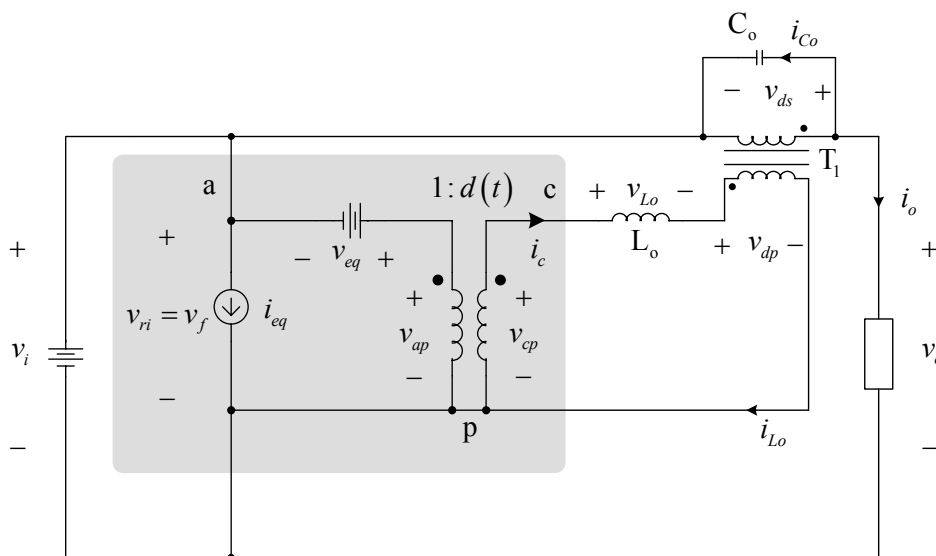 C_o
i_Co
− v_ds +
T_1
a
1:d(t)
c
+ v_Lo −
L_o
i_c
+ v_dp −
i_o
− v_eq +
+
v_ri = v_f
−
i_eq
+
v_ap
−
+
v_cp
−
+
v_i
−
+
−
p
i_Lo